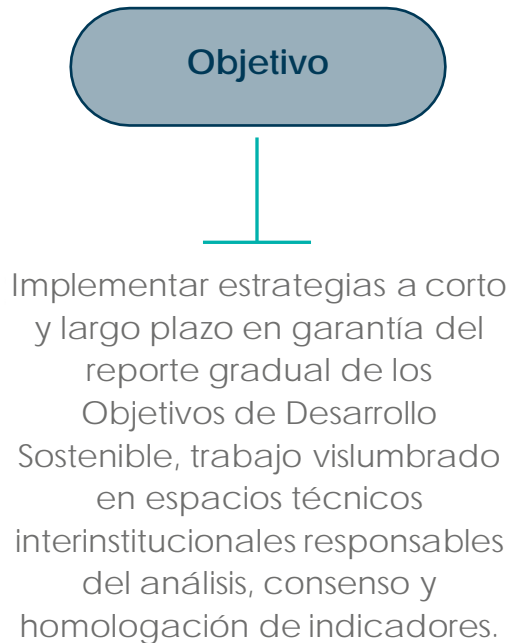 Objetivo
Implementar estrategias a corto
y largo plazo en garantía del
reporte gradual de los
Objetivos de Desarrollo
Sostenible, trabajo vislumbrado
en espacios técnicos
interinstitucionales responsables
del análisis, consenso y
homologación de indicadores.